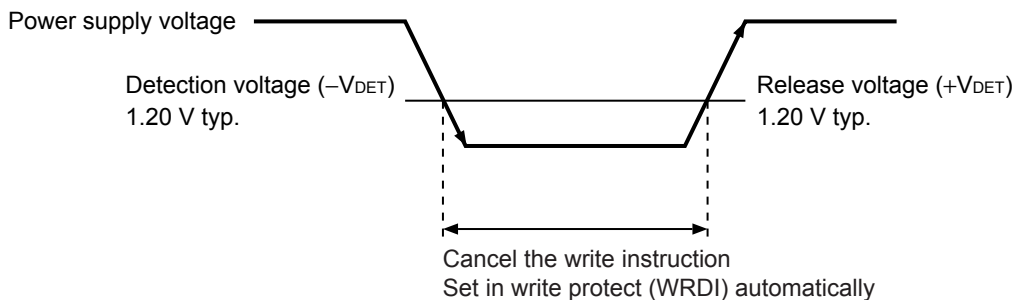 Power supply voltage
Detection voltage (−VDET)
1.20 V typ.
Release voltage (+VDET)
1.20 V typ.
Cancel the write instruction
Set in write protect (WRDI) automatically